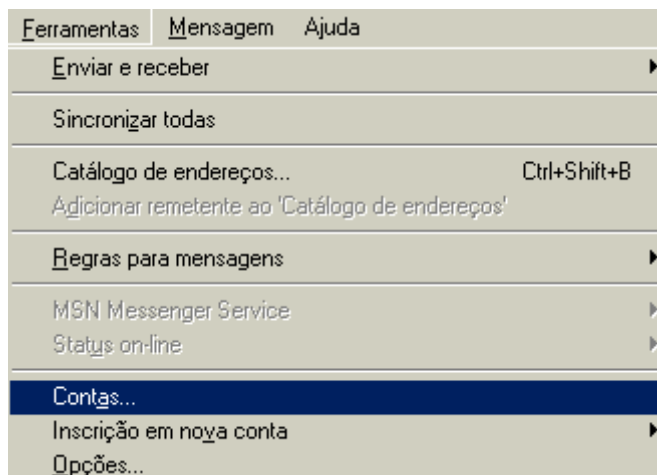 Ferramentas Mensagem Ajuda
Enviar e receber
Sincronizar todas
Catálogo de endereços... Ctrl+Shift+B
Adicionar remetente ao 'Catálogo de endereços'
Regras para mensagens
MSN Messenger Service
Status on-line
Contas...
Inscrição em nova conta
Opções...